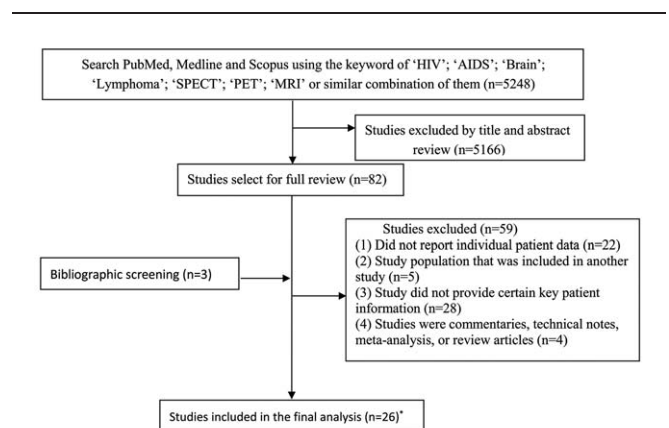 Search PubMed, Medline and Scopus using the keyword of ‘HIV’; ‘AIDS’; ‘Brain’;
‘Lymphoma’; ‘SPECT’; ‘PET’; ‘MRI’ or similar combination of them (n=5248)
Studies excluded by title and abstract
review (n=5166)
Studies select for full review (n=82)
Studies excluded (n=59)
(1) Did not report individual patient data (n=22)
(2) Study population that was included in another
study (n=5)
(3) Study did not provide certain key patient
information (n=28)
(4) Studies were commentaries, technical notes,
meta-analysis, or review articles (n=4)
Bibliographic screening (n=3)
Studies included in the final analysis (n=26)*